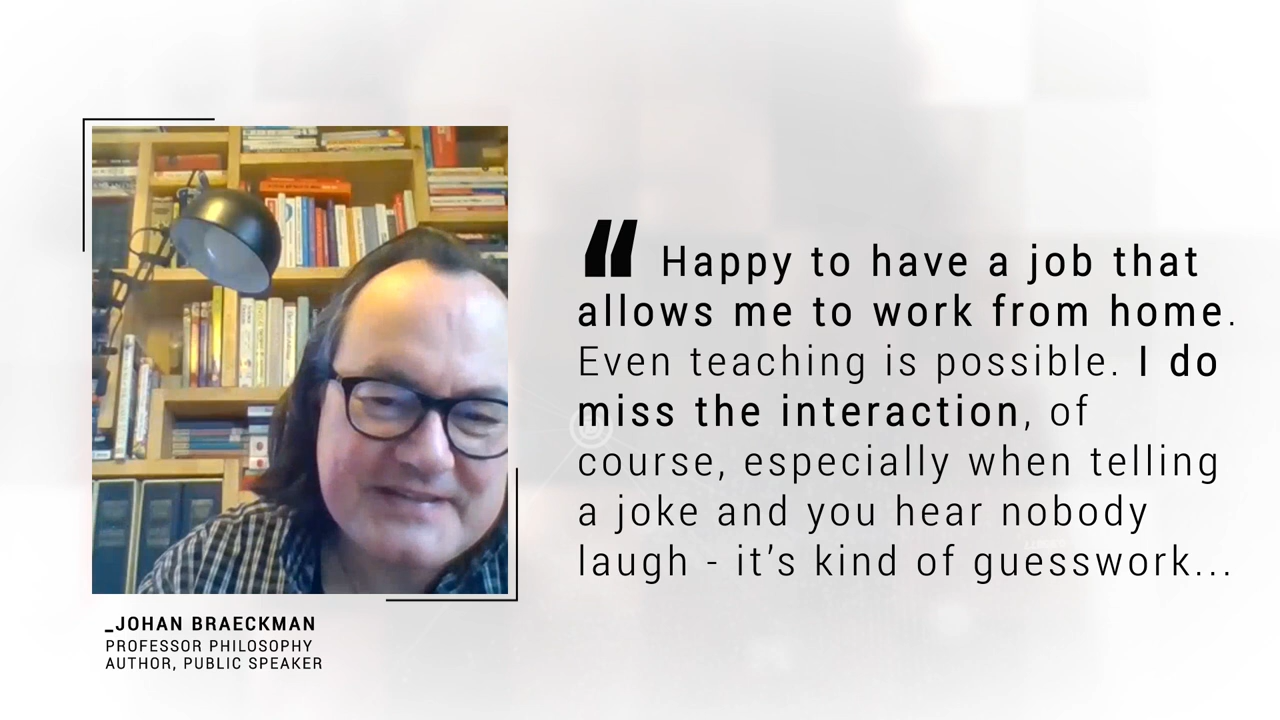 “ Happy to have a job that
allows me to work from home.
Even teaching is possible. I do
miss the interaction, of
course, especially when telling
a joke and you hear nobody
laugh - it’s kind of guesswork...
_JOHAN BRAECKMAN
PROFESSOR PHILOSOPHY
AUTHOR, PUBLIC SPEAKER